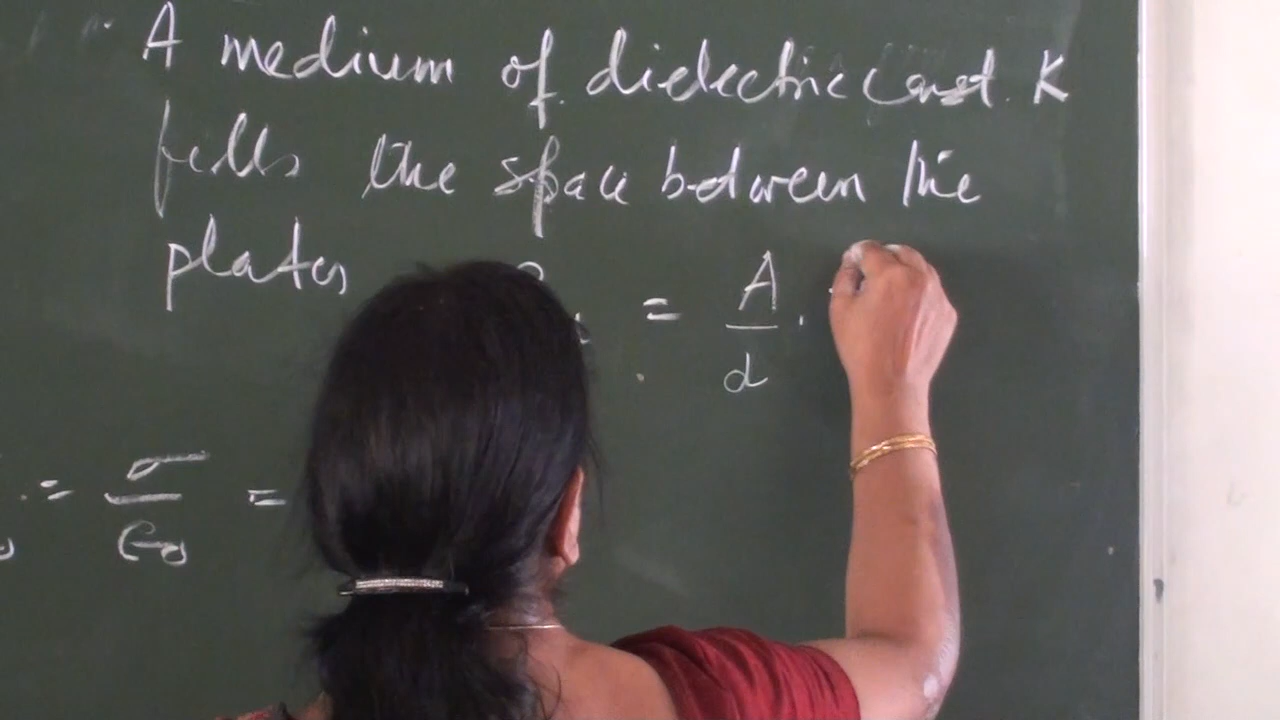 A medium of dielectric const. K
fills the space between the
plates
= A/d .
= σ/ϵ₀ =